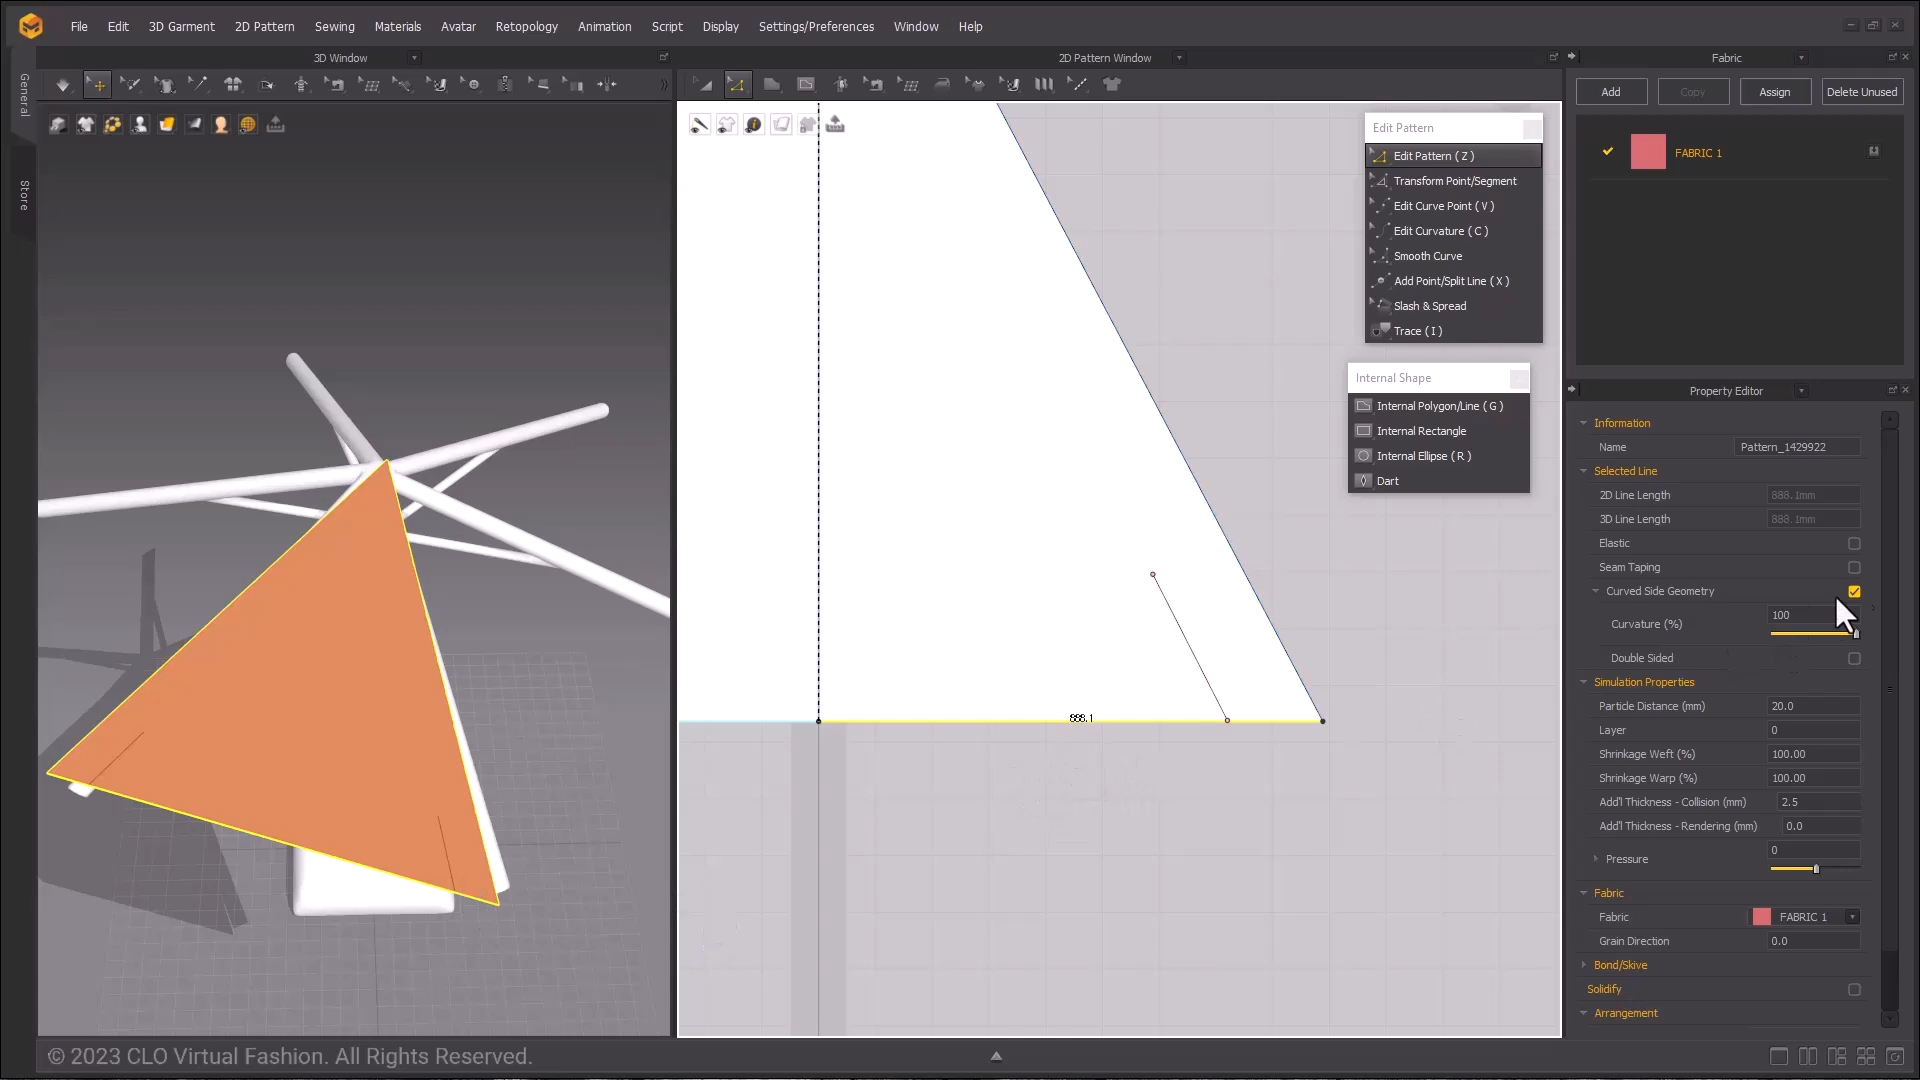 File Edit 3D Garment 2D Pattern Sewing Materials Avatar Retopology Animation Script Display Settings/Preferences Window Help
3D Window
2D Pattern Window
Fabric
General
Store
Add Copy Assign Delete Unused
FABRIC 1
Edit Pattern
Edit Pattern ( Z )
Transform Point/Segment
Edit Curve Point ( V )
Edit Curvature ( C )
Smooth Curve
Add Point/Split Line ( X )
Slash & Spread
Trace ( I )
Internal Shape
Internal Polygon/Line ( G )
Internal Rectangle
Internal Ellipse ( R )
Dart
888.1
Property Editor
Information
Name Pattern_1429922
Selected Line
2D Line Length 888.1mm
3D Line Length 888.1mm
Elastic
Seam Taping
Curved Side Geometry
Curvature (%) 100
Double Sided
Simulation Properties
Particle Distance (mm) 20.0
Layer 0
Shrinkage Weft (%) 100.00
Shrinkage Warp (%) 100.00
Add'l Thickness - Collision (mm) 2.5
Add'l Thickness - Rendering (mm) 0.0
Pressure 0
Fabric
Fabric FABRIC 1
Grain Direction 0.0
Bond/Skive
Solidify
Arrangement
© 2023 CLO Virtual Fashion. All Rights Reserved.